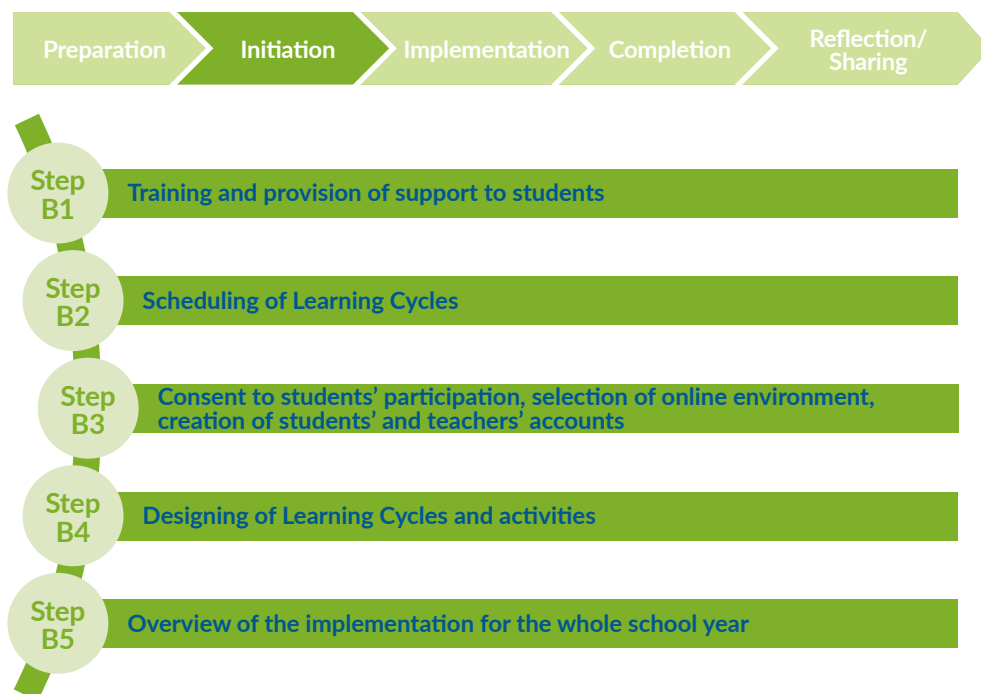 Preparation
Initiation
Implementation
Completion
Reflection/
Sharing
Step
B1
Training and provision of support to students
Step
B2
Scheduling of Learning Cycles
Step
B3
Consent to students’ participation, selection of online environment,
creation of students’ and teachers’ accounts
Step
B4
Designing of Learning Cycles and activities
Step
B5
Overview of the implementation for the whole school year